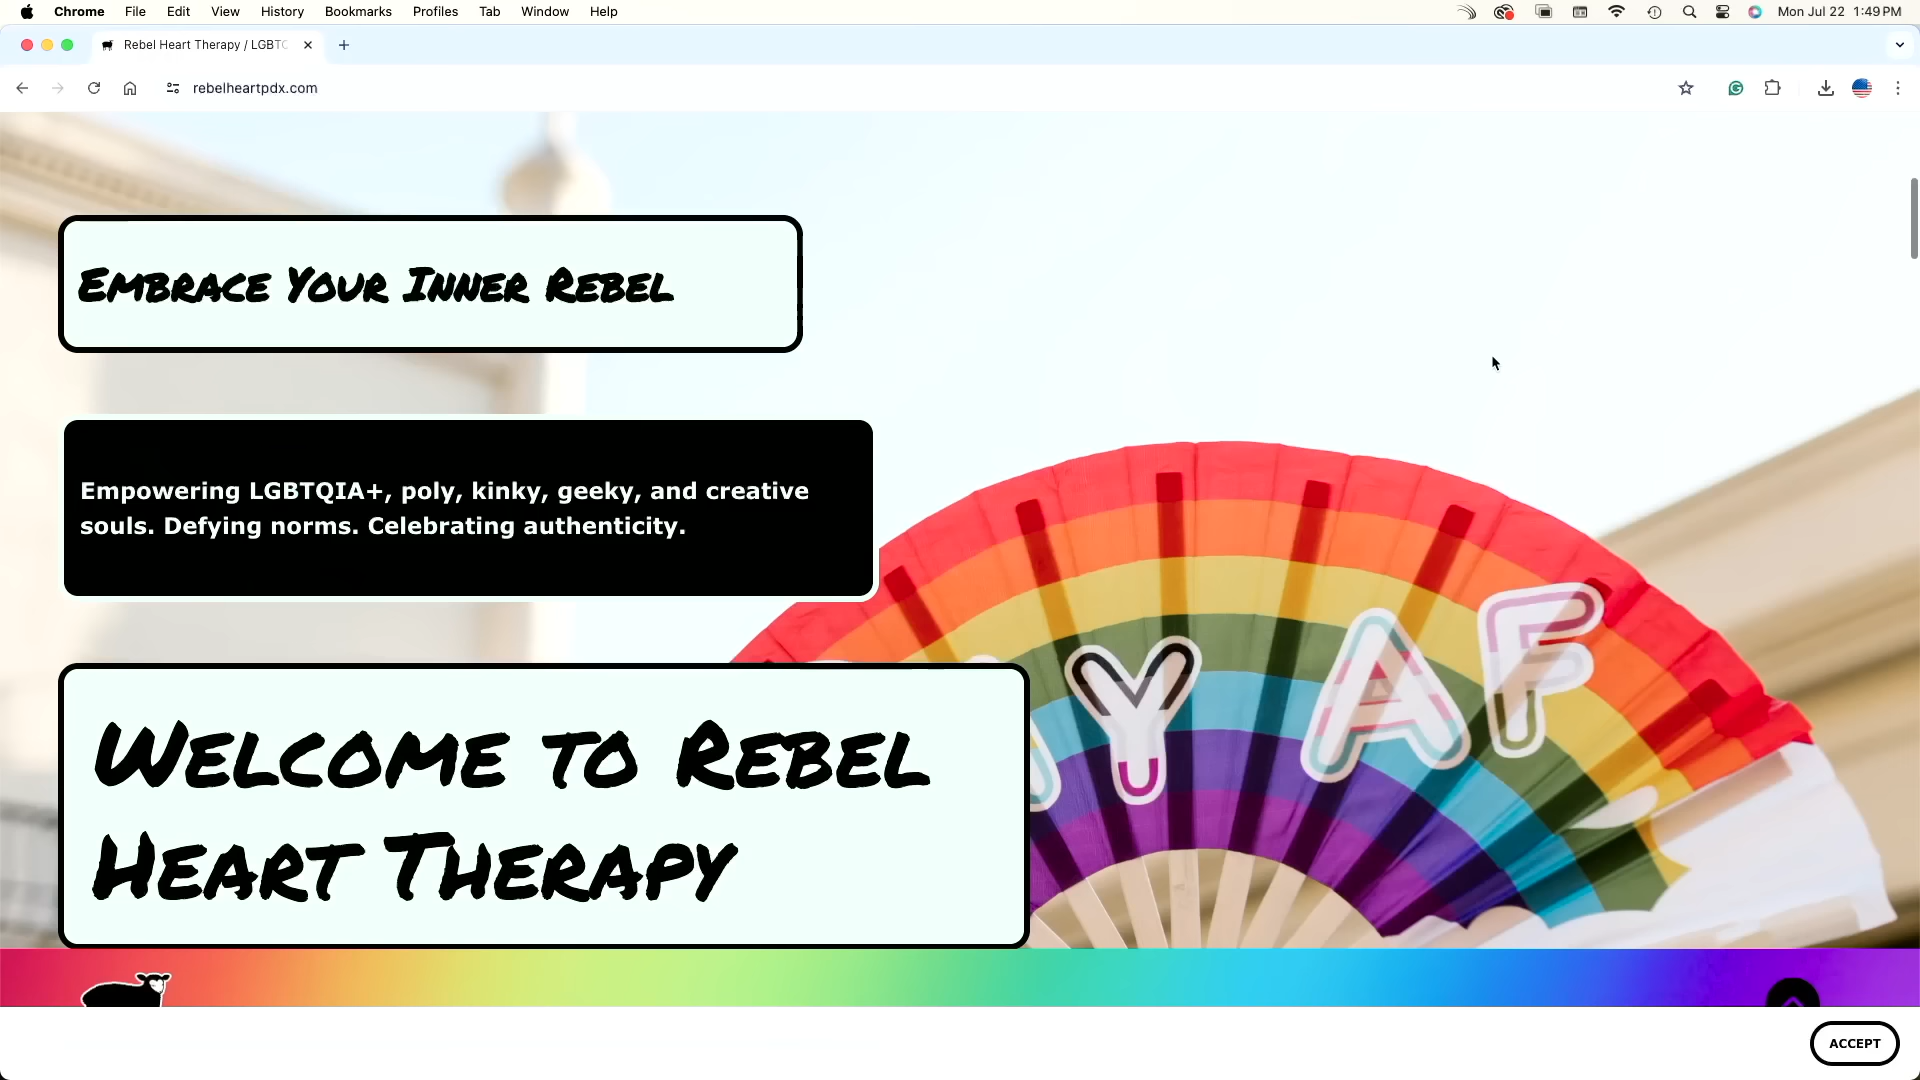 Chrome File Edit View History Bookmarks Profiles Tab Window Help Mon Jul 22 1:49 PM
Rebel Heart Therapy / LGBTQ
rebelheartpdx.com
Embrace Your Inner Rebel
Empowering LGBTQIA+, poly, kinky, geeky, and creative
souls. Defying norms. Celebrating authenticity.
Y AF
Welcome to Rebel
Heart Therapy
ACCEPT